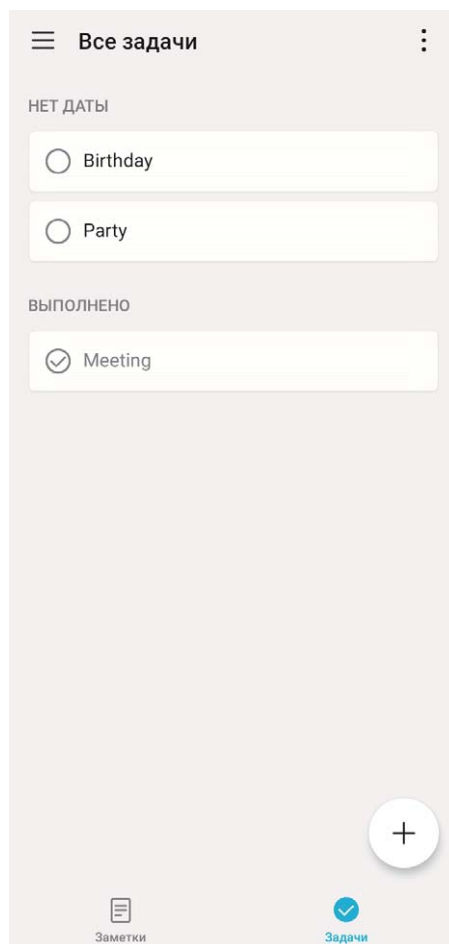 Все задачи
НЕТ ДАТЫ
Birthday
Party
ВЫПОЛНЕНО
Meeting
Заметки
Задачи